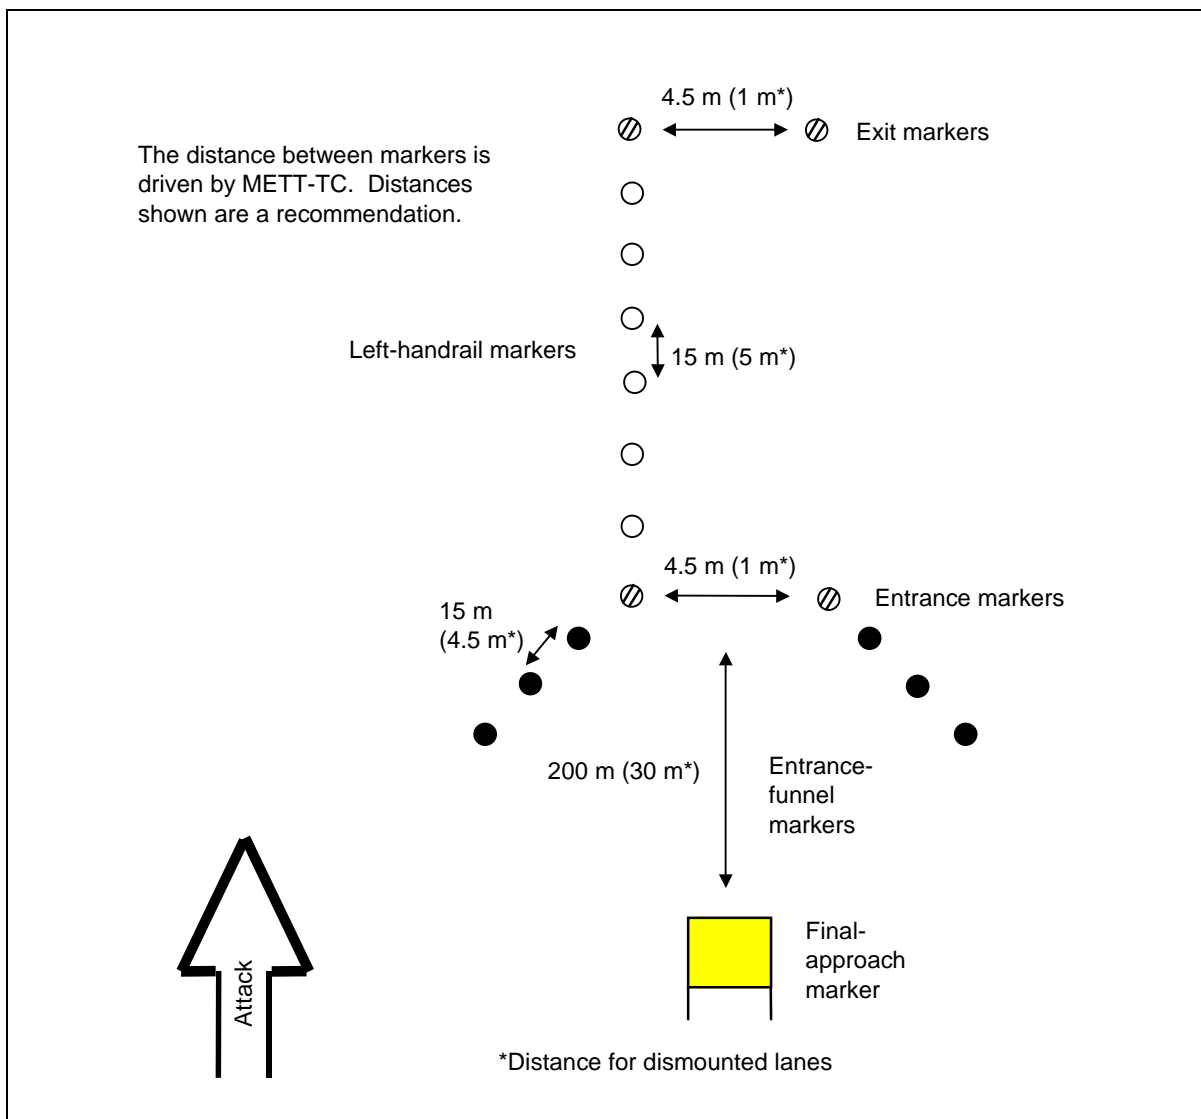 4.5 m (1 m*)
Exit markers
The distance between markers is
driven by METT-TC.  Distances
shown are a recommendation.
Left-handrail markers
15 m (5 m*)
4.5 m (1 m*)
Entrance markers
15 m
(4.5 m*)
200 m (30 m*)
Entrance-
funnel
markers
Attack
Final-
approach
marker
*Distance for dismounted lanes